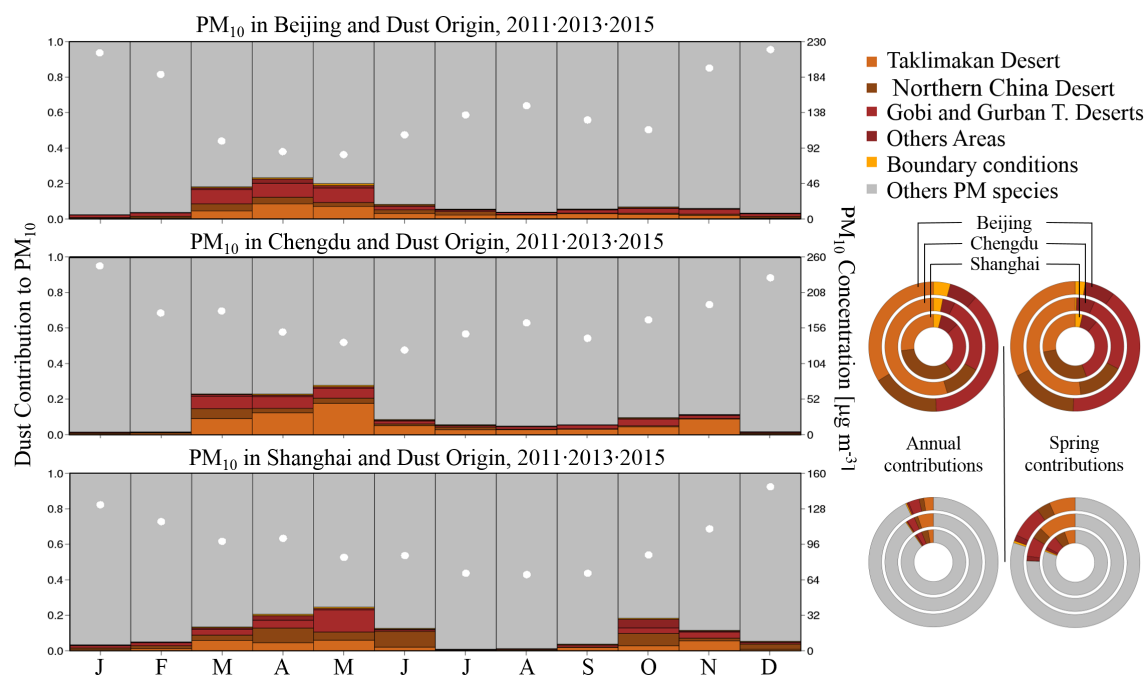 PM10 in Beijing and Dust Origin, 2011·2013·2015
1.0
0.8
0.6
0.4
0.2
0.0
230
184
138
92
46
0
PM10 in Chengdu and Dust Origin, 2011·2013·2015
1.0
0.8
0.6
0.4
0.2
0.0
260
208
156
104
52
0
PM10 in Shanghai and Dust Origin, 2011·2013·2015
1.0
0.8
0.6
0.4
0.2
0.0
160
128
96
64
32
0
J F M A M J J A S O N D
Dust Contribution to PM10
PM10 Concentration [µg m-3]
Taklimakan Desert
Northern China Desert
Gobi and Gurban T. Deserts
Others Areas
Boundary conditions
Others PM species
Beijing
Chengdu
Shanghai
Annual
contributions
Spring
contributions